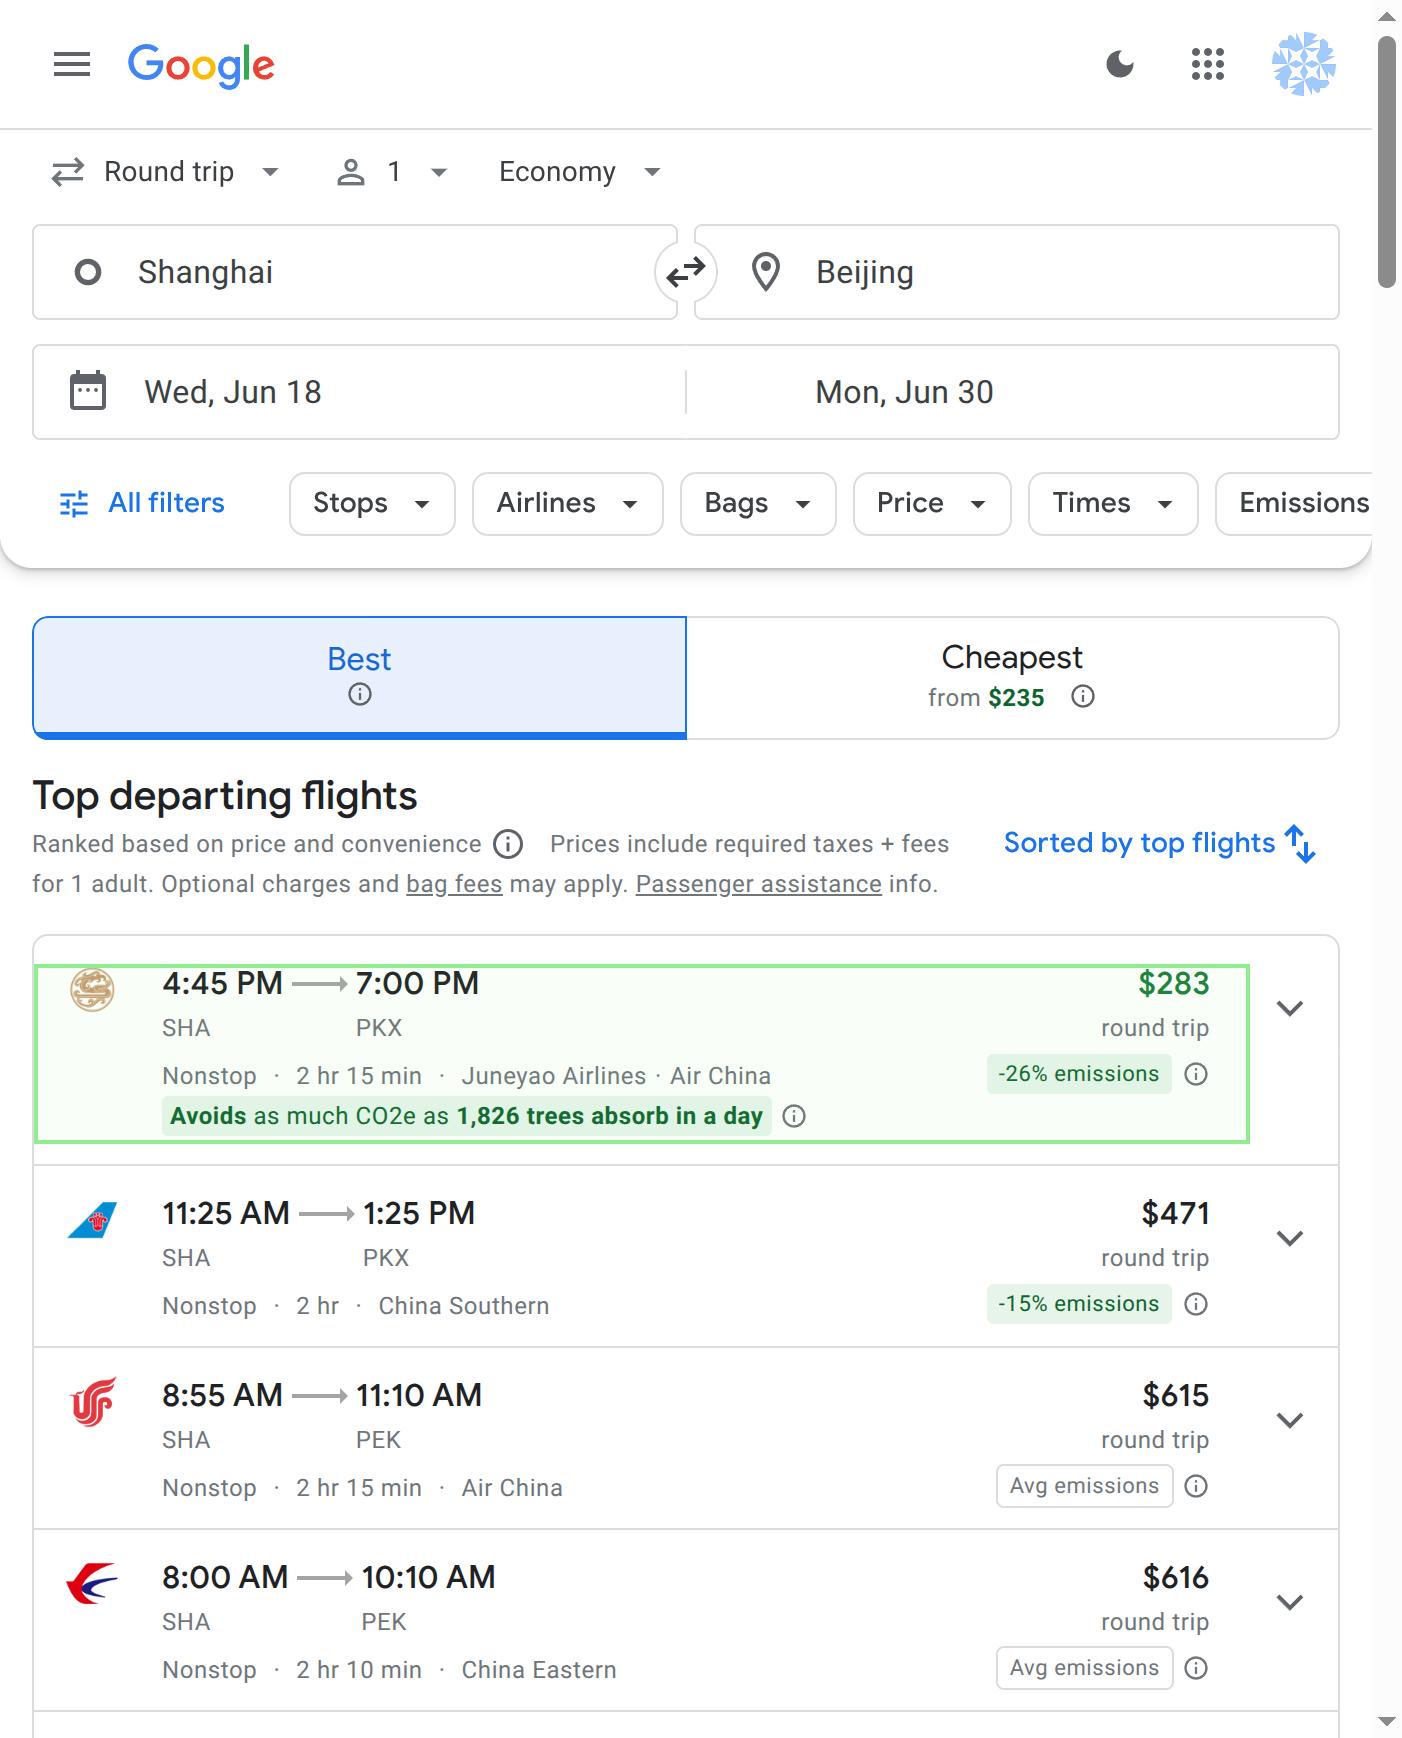 Google
Round trip 1 Economy
Shanghai Beijing
Wed, Jun 18 Mon, Jun 30
All filters Stops Airlines Bags Price Times Emissions
Best Cheapest
from $235
Top departing flights
Ranked based on price and convenience Prices include required taxes + fees
for 1 adult. Optional charges and bag fees may apply. Passenger assistance info.
Sorted by top flights
4:45 PM 7:00 PM $283
SHA PKX round trip
Nonstop · 2 hr 15 min · Juneyao Airlines · Air China -26% emissions
Avoids as much CO2e as 1,826 trees absorb in a day
11:25 AM 1:25 PM $471
SHA PKX round trip
Nonstop · 2 hr · China Southern -15% emissions
8:55 AM 11:10 AM $615
SHA PEK round trip
Nonstop · 2 hr 15 min · Air China Avg emissions
8:00 AM 10:10 AM $616
SHA PEK round trip
Nonstop · 2 hr 10 min · China Eastern Avg emissions